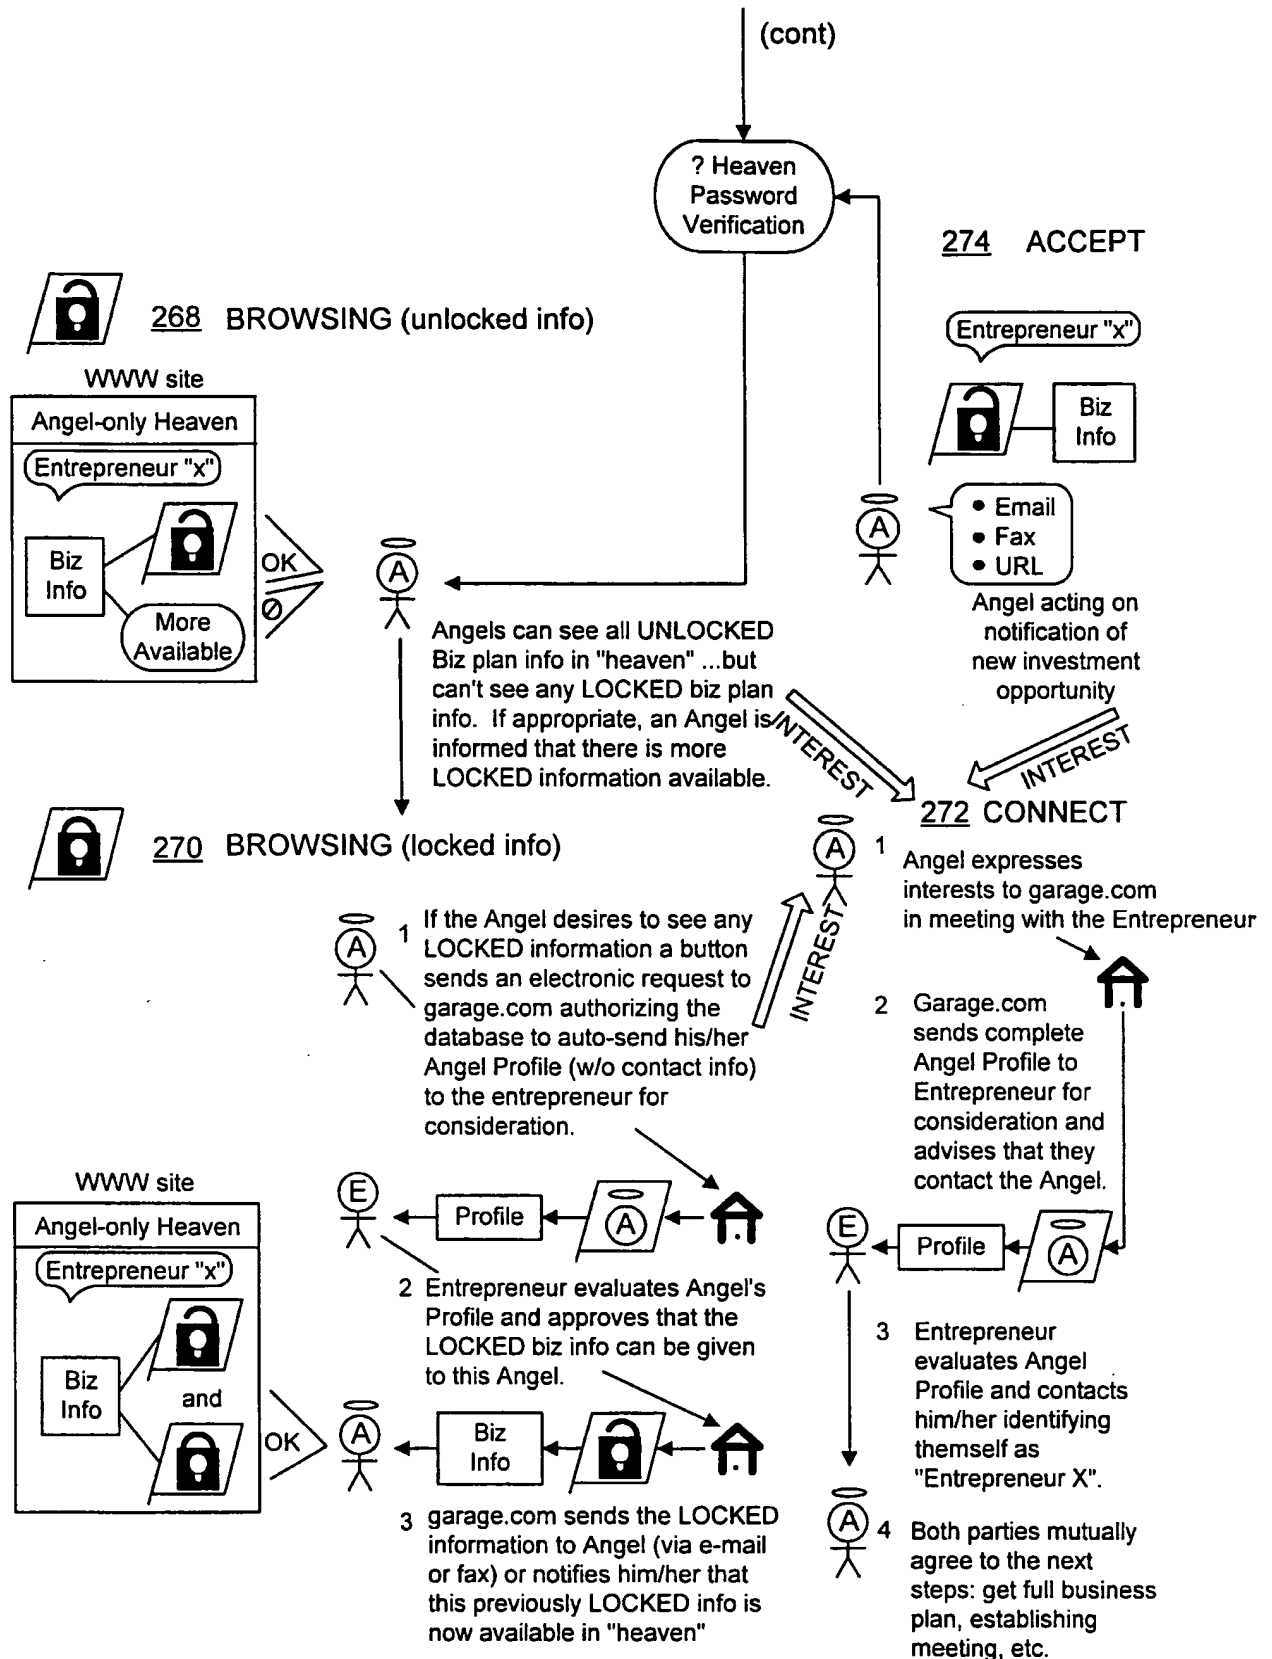 (cont)
? Heaven
Password
Verification
274 ACCEPT
Entrepreneur "x"
Biz
Info
A
• Email
• Fax
• URL
Angel acting on
notification of
new investment
opportunity
INTEREST
268 BROWSING (unlocked info)
WWW site
Angel-only Heaven
Entrepreneur "x"
Biz
Info
More
Available
OK
Ø
A
Angels can see all UNLOCKED
Biz plan info in "heaven" ...but
can't see any LOCKED biz plan
info. If appropriate, an Angel is
informed that there is more
LOCKED information available.
INTEREST
270 BROWSING (locked info)
A
1 If the Angel desires to see any
LOCKED information a button
sends an electronic request to
garage.com authorizing the
database to auto-send his/her
Angel Profile (w/o contact info)
to the entrepreneur for
consideration.
INTEREST
E
Profile
A
2 Entrepreneur evaluates Angel's
Profile and approves that the
LOCKED biz info can be given
to this Angel.
WWW site
Angel-only Heaven
Entrepreneur "x"
Biz
Info
and
OK
A
Biz
Info
3 garage.com sends the LOCKED
information to Angel (via e-mail
or fax) or notifies him/her that
this previously LOCKED info is
now available in "heaven"
272 CONNECT
A
1 Angel expresses
interests to garage.com
in meeting with the Entrepreneur
2 Garage.com
sends complete
Angel Profile to
Entrepreneur for
consideration and
advises that they
contact the Angel.
E
Profile
A
3 Entrepreneur
evaluates Angel
Profile and contacts
him/her identifying
themself as
"Entrepreneur X".
A
4 Both parties mutually
agree to the next
steps: get full business
plan, establishing
meeting, etc.